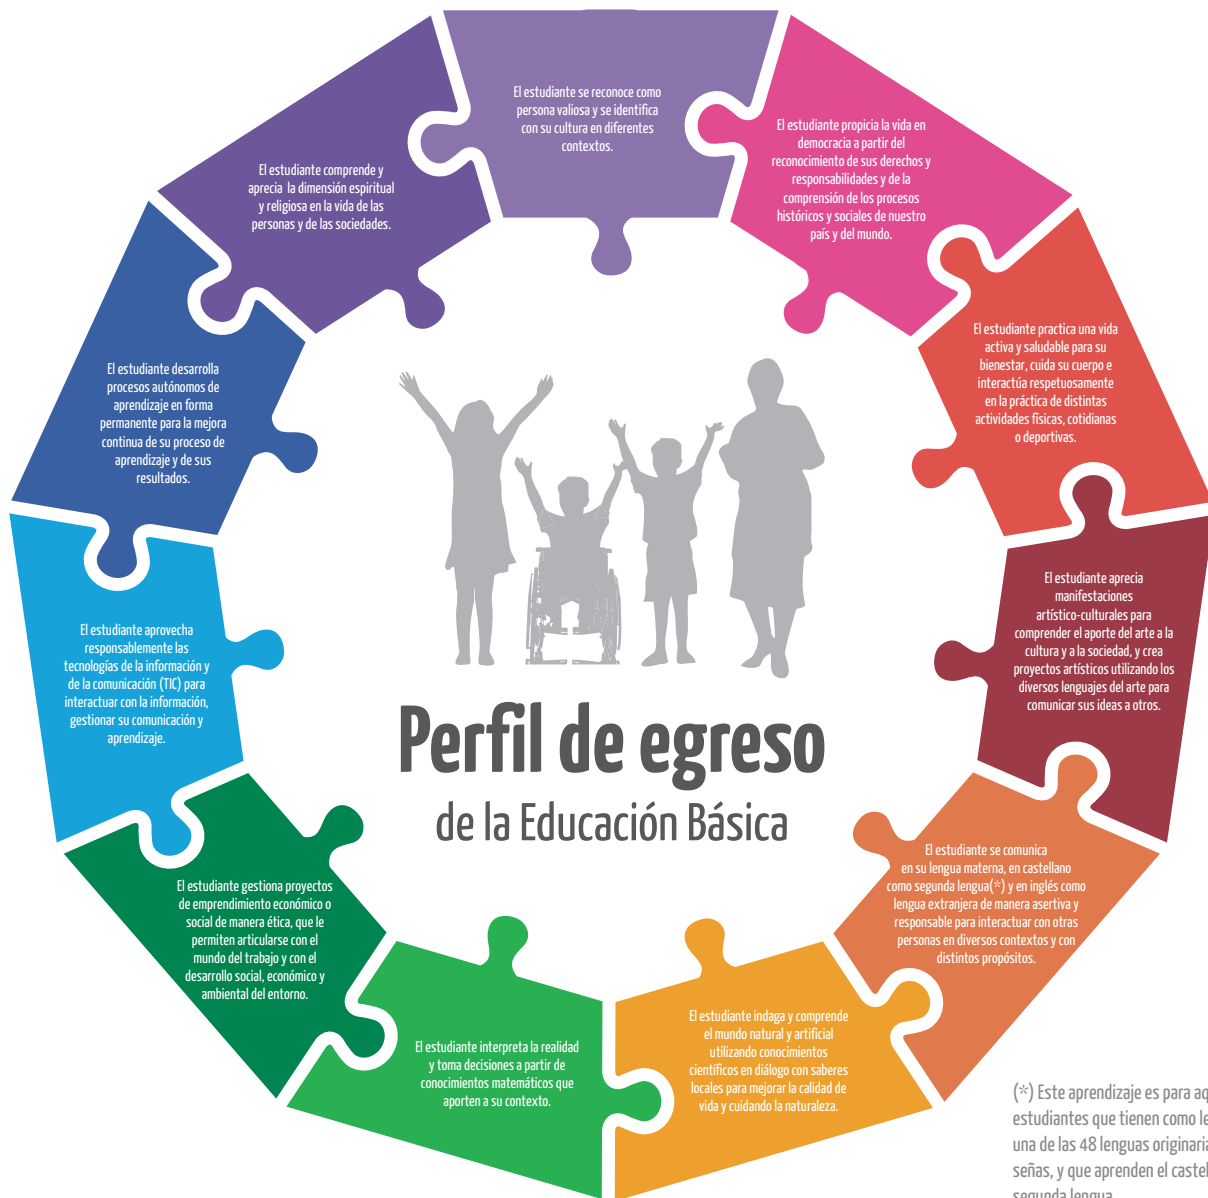 El estudiante se reconoce como
persona valiosa y se identifica
con su cultura en diferentes
contextos.
El estudiante propicia la vida en
democracia a partir del
reconocimiento de sus derechos y
responsabilidades y de la
comprensión de los procesos
históricos y sociales de nuestro
país y del mundo.
El estudiante practica una vida
activa y saludable para su
bienestar, cuida su cuerpo e
interactúa respetuosamente
en la práctica de distintas
actividades físicas, cotidianas
o deportivas.
El estudiante aprecia
manifestaciones
artístico-culturales para
comprender el aporte del arte a la
cultura y a la sociedad, y crea
proyectos artísticos utilizando los
diversos lenguajes del arte para
comunicar sus ideas a otros.
El estudiante se comunica
en su lengua materna, en castellano
como segunda lengua(*) y en inglés como
lengua extranjera de manera asertiva y
responsable para interactuar con otras
personas en diversos contextos y con
distintos propósitos.
El estudiante indaga y comprende
el mundo natural y artificial
utilizando conocimientos
científicos en diálogo con saberes
locales para mejorar la calidad de
vida y cuidando la naturaleza.
El estudiante interpreta la realidad
y toma decisiones a partir de
conocimientos matemáticos que
aporten a su contexto.
El estudiante gestiona proyectos
de emprendimiento económico o
social de manera ética, que le
permiten articularse con el
mundo del trabajo y con el
desarrollo social, económico y
ambiental del entorno.
El estudiante aprovecha
responsablemente las
tecnologías de la información y
de la comunicación (TIC) para
interactuar con la información,
gestionar su comunicación y
aprendizaje.
El estudiante desarrolla
procesos autónomos de
aprendizaje en forma
permanente para la mejora
continua de su proceso de
aprendizaje y de sus
resultados.
El estudiante comprende y
aprecia la dimensión espiritual
y religiosa en la vida de las
personas y de las sociedades.
Perfil de egreso
de la Educación Básica
(*) Este aprendizaje es para
estudiantes que tienen como
una de las 48 lenguas
señas, y que aprenden el
segunda lengua